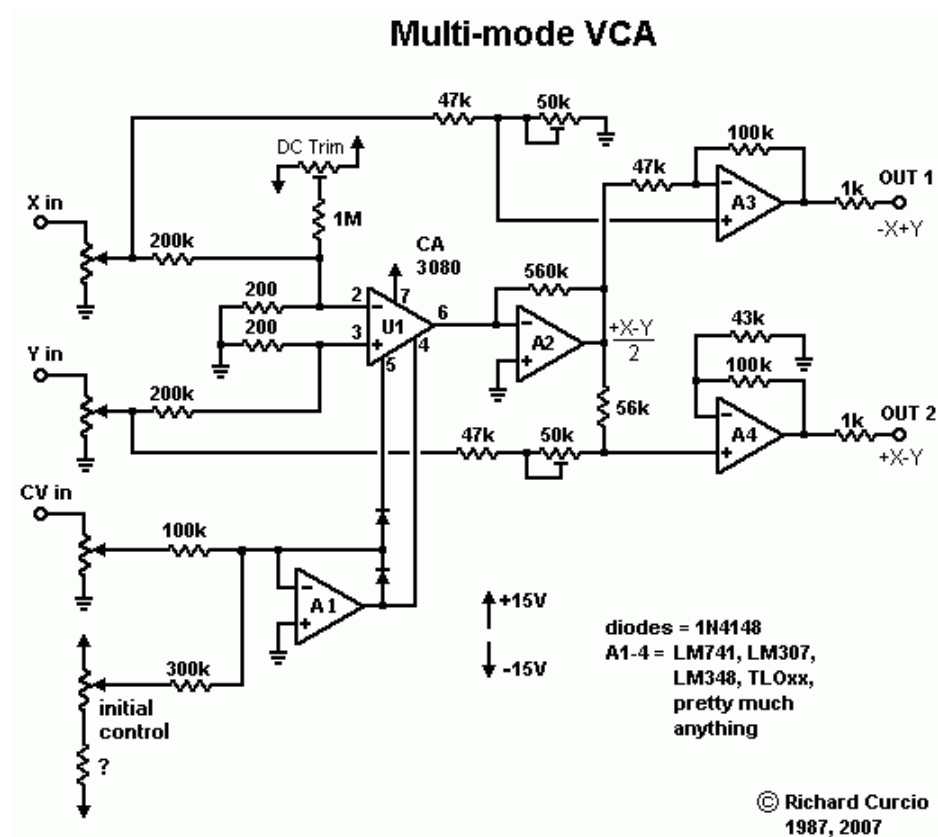 Multi-mode VCA
47k
50k
100k
DC Trim
47k
OUT 1
1k
A3
X in
1M
-X+Y
200k
CA
3080
560k
200
2
7
6
43k
200
3
U1
4
A2
+X-Y
2
100k
Y in
5
OUT 2
200k
56k
1k
47k
50k
A4
+X-Y
CV in
100k
A1
+15V
-15V
diodes = 1N4148
A1-4 = LM741, LM307,
LM348, TLOxx,
pretty much
anything
300k
initial
control
?
© Richard Curcio
1987, 2007